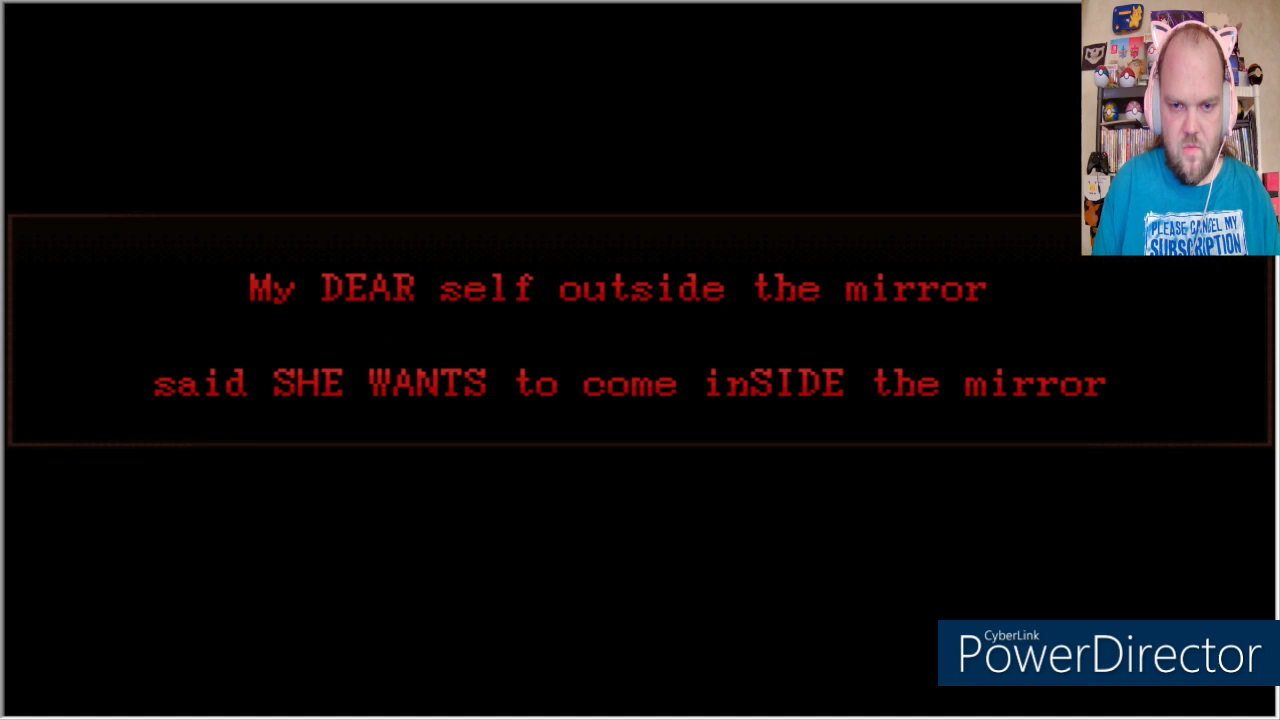 My DEAR self outside the mirror
said SHE WANTS to come inSIDE the mirror
PLEASE CANCEL MY
SUBSCRIPTION
CyberLink
PowerDirector